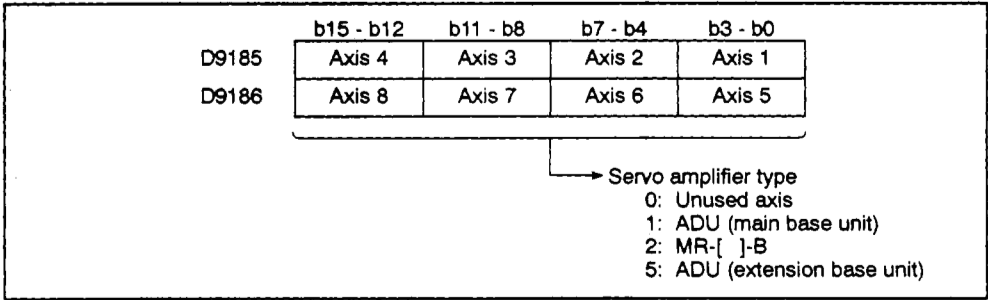 b15 - b12 b11 - b8 b7 - b4 b3 - b0
D9185 Axis 4 Axis 3 Axis 2 Axis 1
D9186 Axis 8 Axis 7 Axis 6 Axis 5
Servo amplifier type
0: Unused axis
1: ADU (main base unit)
2: MR-[ ]-B
5: ADU (extension base unit)